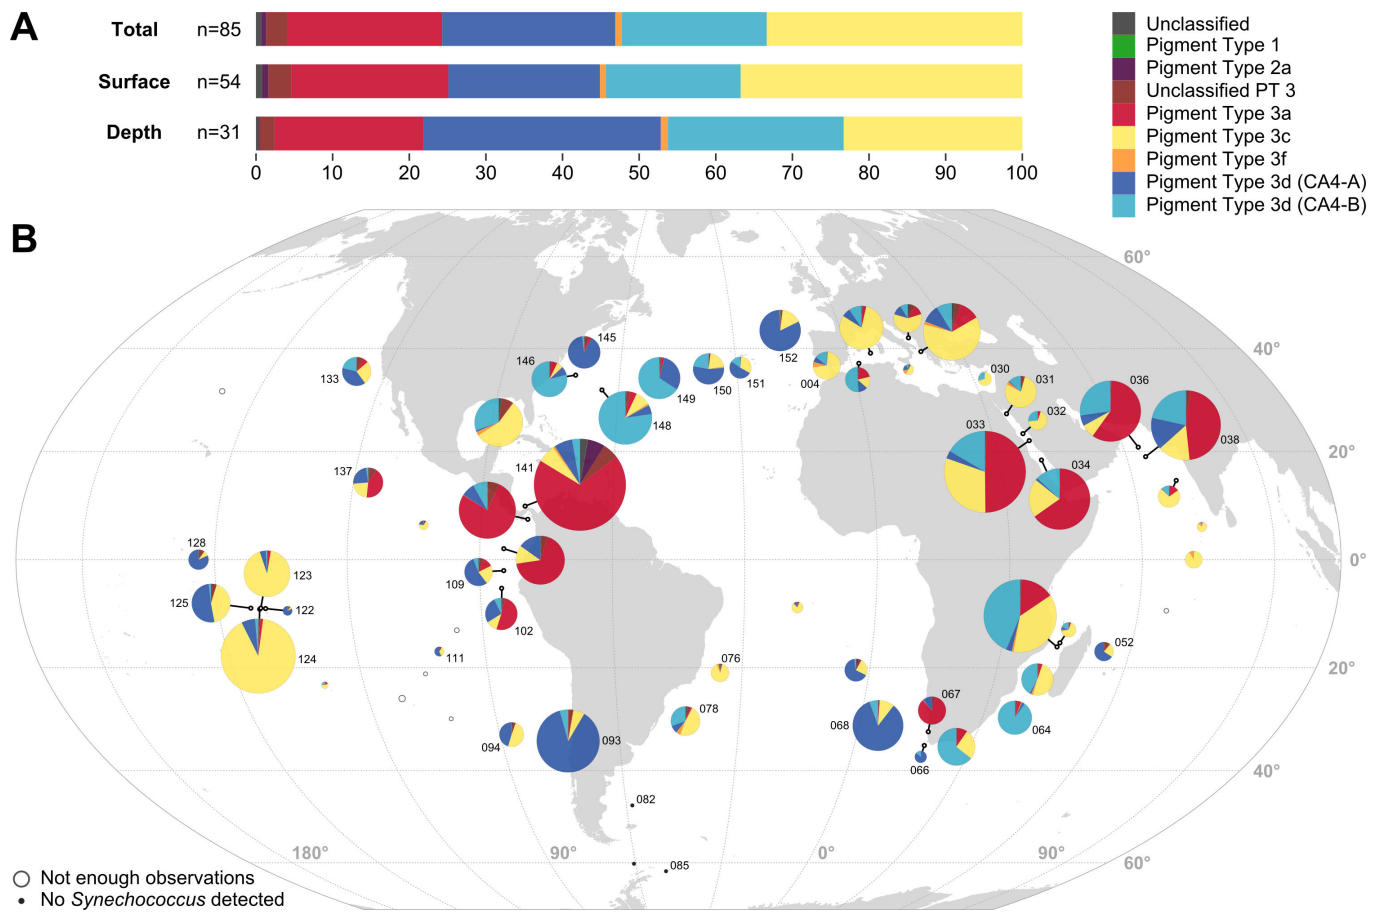 A
Total n=85
Surface n=54
Depth n=31
0 10 20 30 40 50 60 70 80 90 100
Unclassified
Pigment Type 1
Pigment Type 2a
Unclassified PT 3
Pigment Type 3a
Pigment Type 3c
Pigment Type 3f
Pigment Type 3d (CA4-A)
Pigment Type 3d (CA4-B)
B
60°
145
152
40°
146
149
150
151
004
030
133
031
036
148
032
033
038
20°
141
137
034
128
0°
123
109
125
122
102
052
124
111
076
20°
067
078
068
064
094
093
066
40°
082
180° 90° 0° 90°
085
60°
Not enough observations
No Synechococcus detected